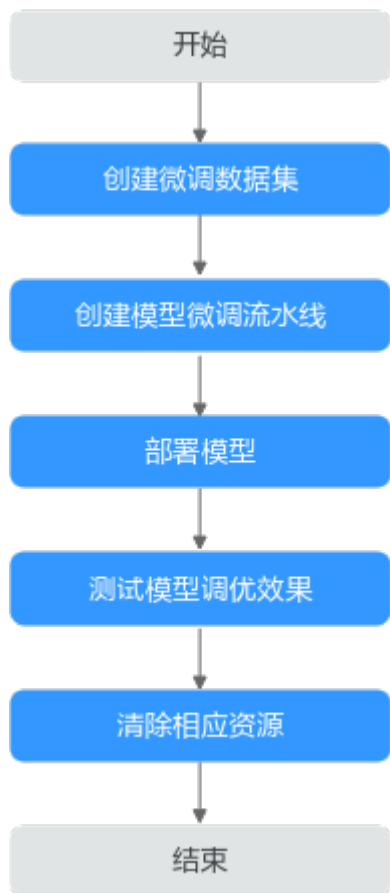 开始
创建微调数据集
创建模型微调流水线
部署模型
测试模型调优效果
清除相应资源
结束